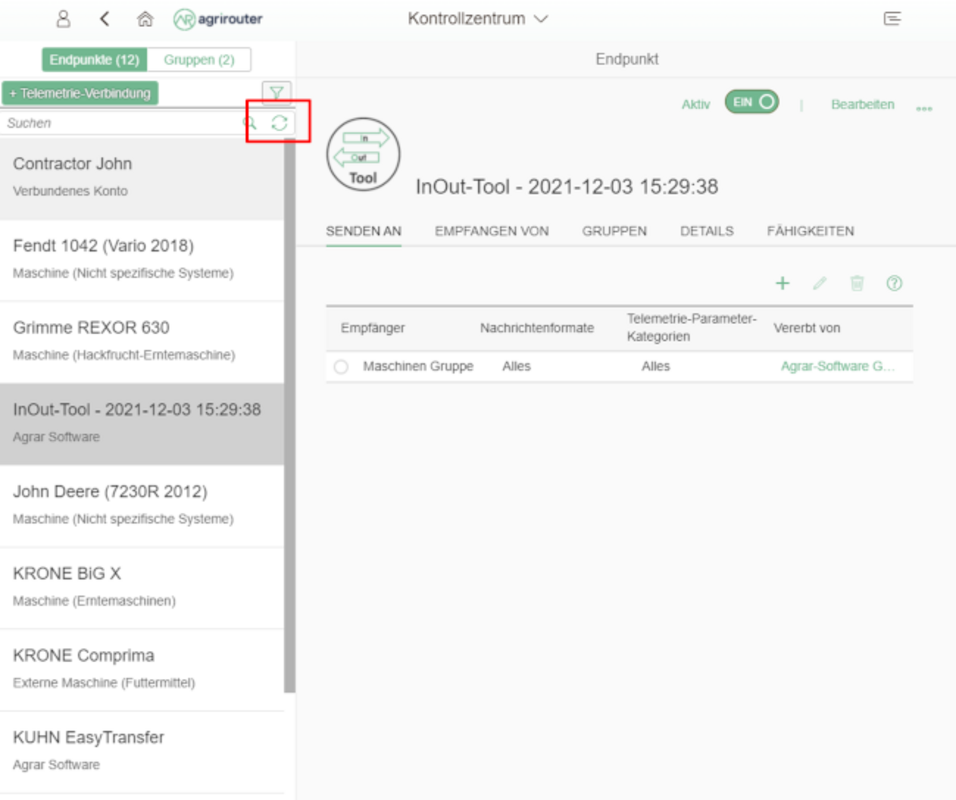 agrirouter
Kontrollzentrum
Endpunkte (12)
Gruppen (2)
+ Telemetrie-Verbindung
Suchen
Contractor John
Verbundenes Konto
Fendt 1042 (Vario 2018)
Maschine (Nicht spezifische Systeme)
Grimme REXOR 630
Maschine (Hackfrucht-Erntemaschine)
InOut-Tool - 2021-12-03 15:29:38
Agrar Software
John Deere (7230R 2012)
Maschine (Nicht spezifische Systeme)
KRONE BiG X
Maschine (Erntemaschinen)
KRONE Comprima
Externe Maschine (Futtermittel)
KUHN EasyTransfer
Agrar Software
Endpunkt
Aktiv
EIN
Bearbeiten
In
Out
Tool
InOut-Tool - 2021-12-03 15:29:38
SENDEN AN
EMPFANGEN VON
GRUPPEN
DETAILS
FÄHIGKEITEN
Empfänger
Nachrichtenformate
Telemetrie-Parameter-
Kategorien
Vererbt von
Maschinen Gruppe
Alles
Alles
Agrar-Software G...